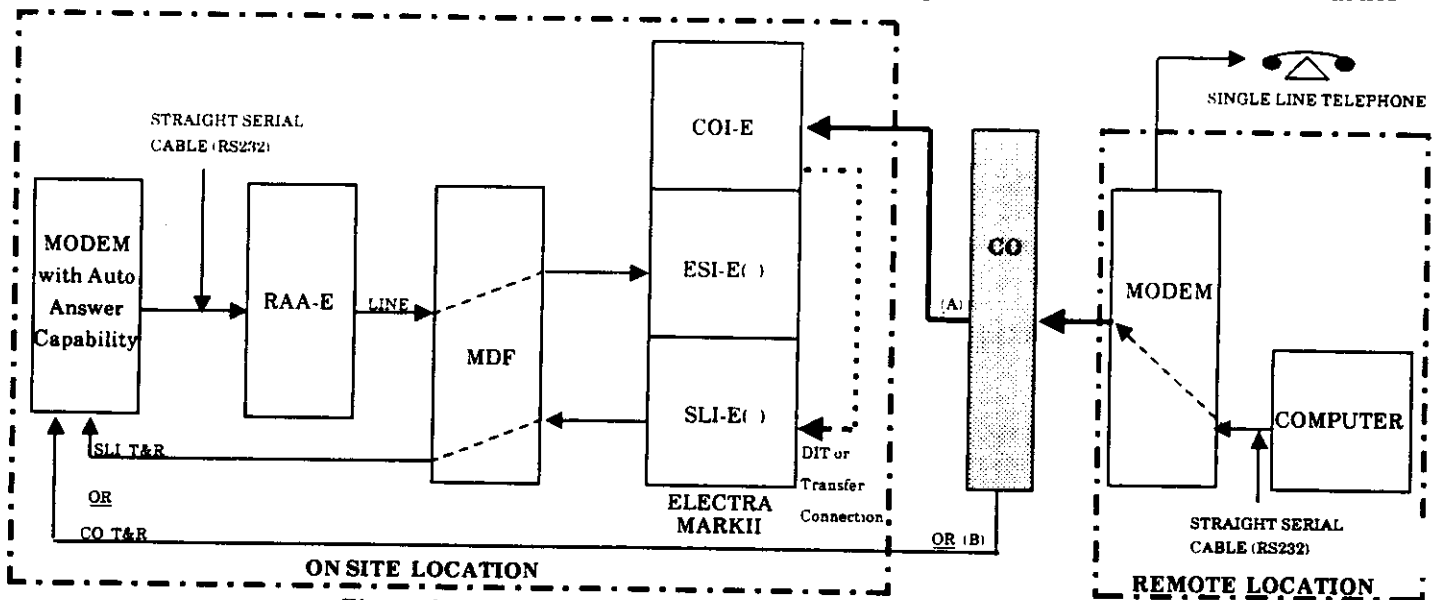 STRAIGHT SERIAL
CABLE (RS232)
MODEM
with Auto
Answer
Capability
RAA-E
LINE
MDF
COI-E
ESI-E( )
SLI-E( )
ELECTRA
MARKII
DIT or
Transfer
Connection
SLI T&R
OR
CO T&R
ON SITE LOCATION
(A)
CO
OR (B)
SINGLE LINE TELEPHONE
MODEM
COMPUTER
STRAIGHT SERIAL
CABLE (RS232)
REMOTE LOCATION